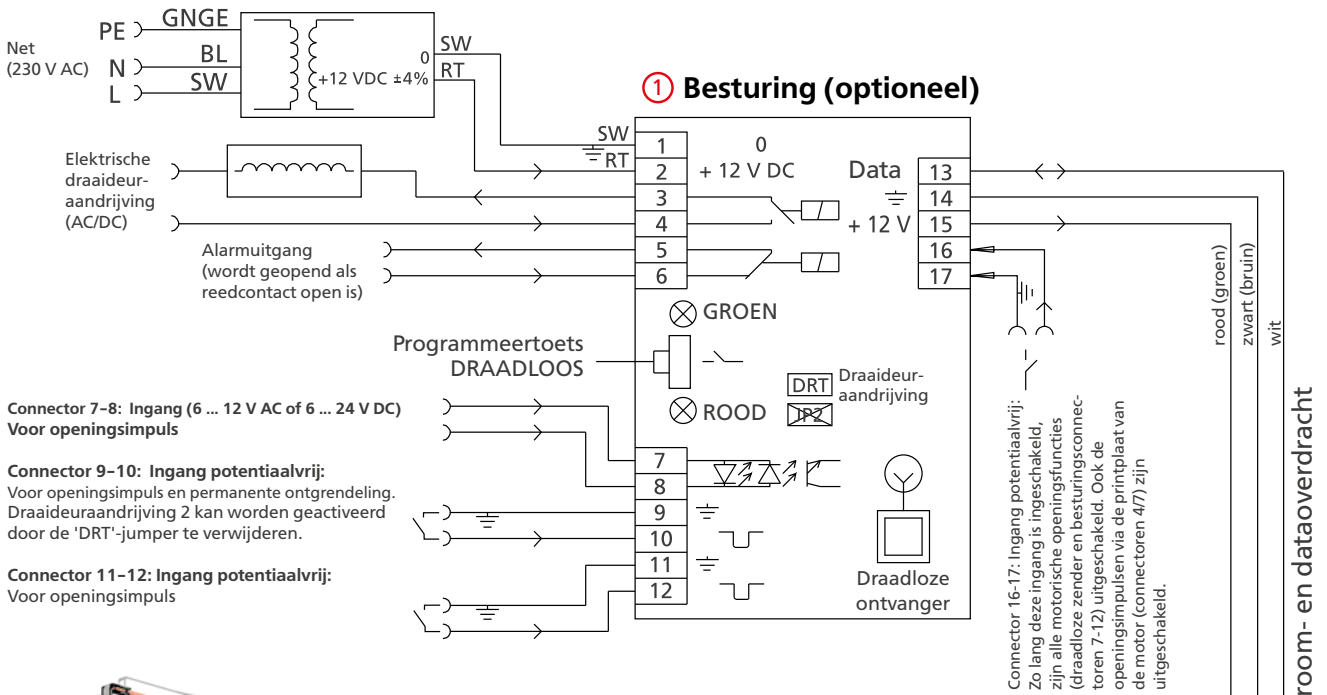 GNGE
PE
Net
(230 V AC)
N
BL
L
SW
0
+12 VDC ±4%
SW
RT
1 Besturing (optioneel)
Elektrische
draaideur-
aandrijving
(AC/DC)
SW
RT
1
2
3
4
5
6
0
+ 12 V DC
Data
+ 12 V
13
14
15
16
17
Alarmuitgang
(wordt geopend als
reedcontact open is)
GROEN
Programmeertoets
DRAADLOOS
DRT
Draaideur-
aandrijving
ROOD
JP2
Connector 7–8: Ingang (6 ... 12 V AC of 6 ... 24 V DC)
Voor openingsimpuls
Connector 9–10: Ingang potentiaalvrij:
Voor openingsimpuls en permanente ontgrendeling.
Draaideuraandrijving 2 kan worden geactiveerd
door de 'DRT'-jumper te verwijderen.
Connector 11–12: Ingang potentiaalvrij:
Voor openingsimpuls
7
8
9
10
11
12
Draadloze
ontvanger
Connector 16-17: Ingang potentiaalvrij:
Zo lang deze ingang is ingeschakeld,
zijn alle motorische openingsfuncties
(draadloze zender en besturingsconnec-
toren 7-12) uitgeschakeld. Ook de
openingsimpulsen via de printplaat van
de motor (connectoren 4/7) zijn
uitgeschakeld.
rood (groen)
zwart (bruin)
wit
room- en dataoverdracht